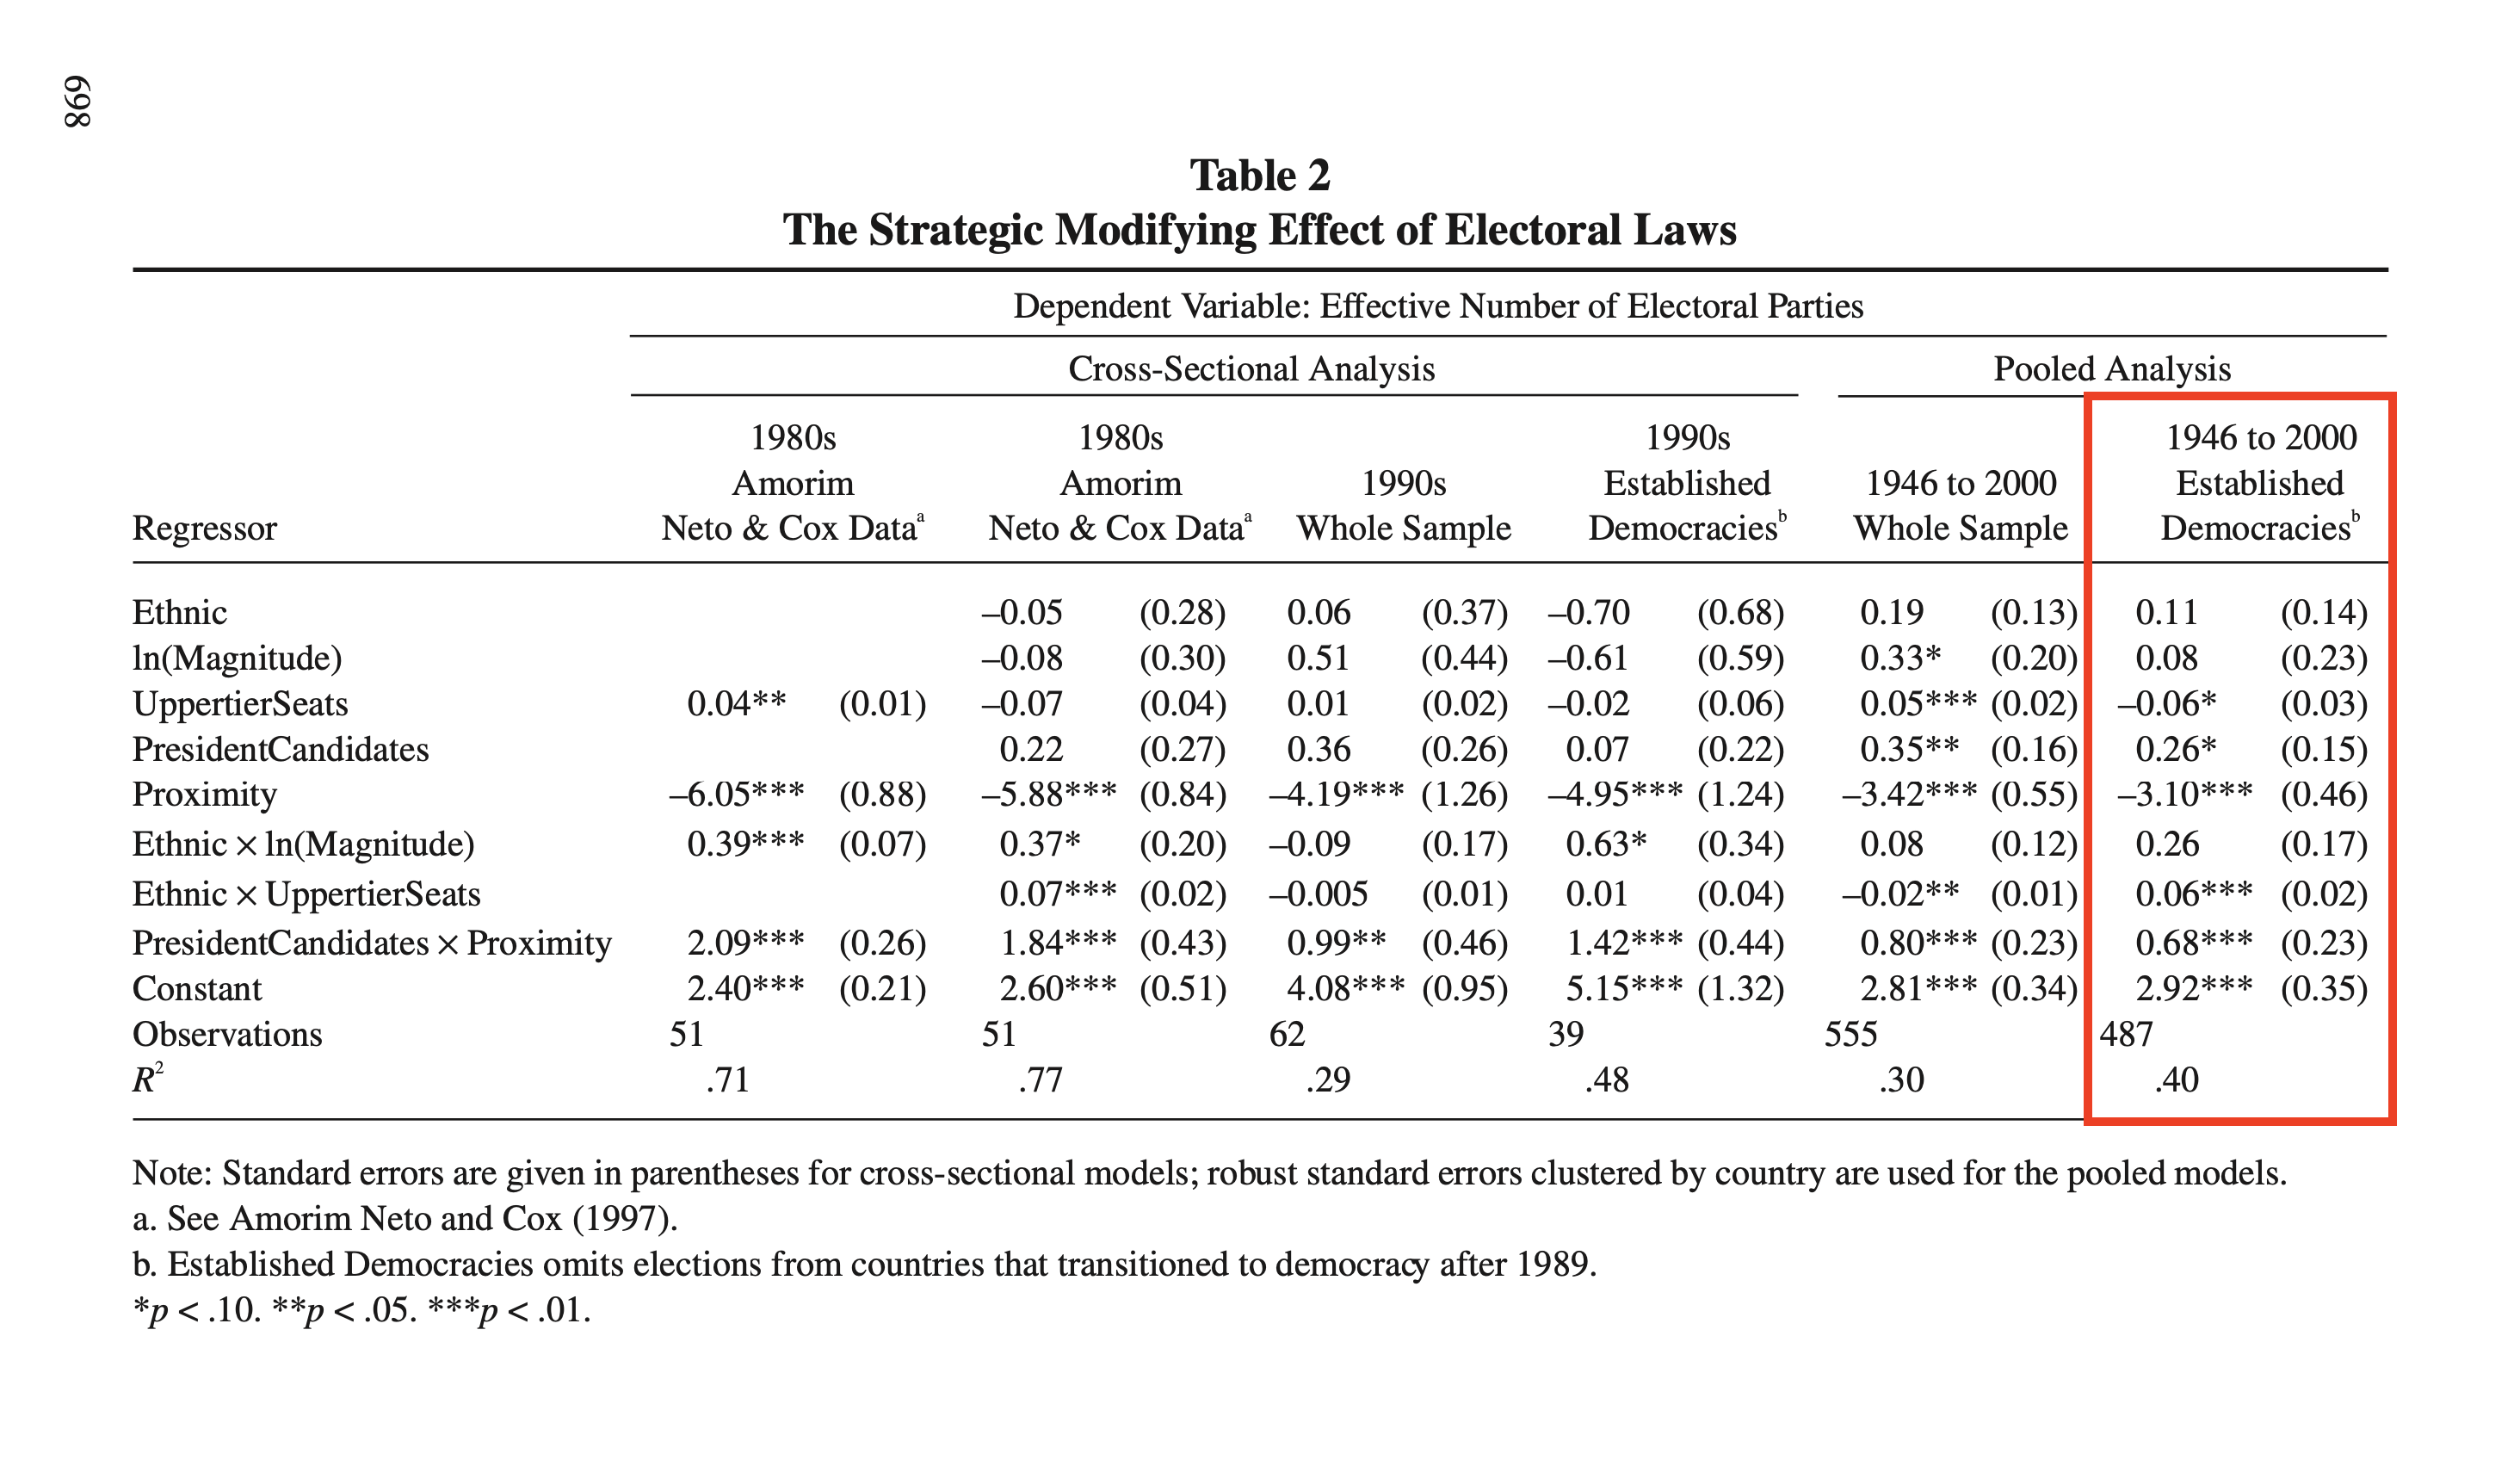 698
Table 2
The Strategic Modifying Effect of Electoral Laws
Dependent Variable: Effective Number of Electoral Parties
Cross-Sectional Analysis Pooled Analysis
1980s 1980s 1990s 1946 to 2000
Amorim Amorim 1990s Established 1946 to 2000 Established
Regressor Neto & Cox Dataᵃ Neto & Cox Dataᵃ Whole Sample Democraciesᵇ Whole Sample Democraciesᵇ
Ethnic –0.05 (0.28) 0.06 (0.37) –0.70 (0.68) 0.19 (0.13) 0.11 (0.14)
ln(Magnitude) –0.08 (0.30) 0.51 (0.44) –0.61 (0.59) 0.33* (0.20) 0.08 (0.23)
UppertierSeats 0.04** (0.01) –0.07 (0.04) 0.01 (0.02) –0.02 (0.06) 0.05*** (0.02) –0.06* (0.03)
PresidentCandidates 0.22 (0.27) 0.36 (0.26) 0.07 (0.22) 0.35** (0.16) 0.26* (0.15)
Proximity –6.05*** (0.88) –5.88*** (0.84) –4.19*** (1.26) –4.95*** (1.24) –3.42*** (0.55) –3.10*** (0.46)
Ethnic × ln(Magnitude) 0.39*** (0.07) 0.37* (0.20) –0.09 (0.17) 0.63* (0.34) 0.08 (0.12) 0.26 (0.17)
Ethnic × UppertierSeats 0.07*** (0.02) –0.005 (0.01) 0.01 (0.04) –0.02** (0.01) 0.06*** (0.02)
PresidentCandidates × Proximity 2.09*** (0.26) 1.84*** (0.43) 0.99** (0.46) 1.42*** (0.44) 0.80*** (0.23) 0.68*** (0.23)
Constant 2.40*** (0.21) 2.60*** (0.51) 4.08*** (0.95) 5.15*** (1.32) 2.81*** (0.34) 2.92*** (0.35)
Observations 51 51 62 39 555 487
R² .71 .77 .29 .48 .30 .40
Note: Standard errors are given in parentheses for cross-sectional models; robust standard errors clustered by country are used for the pooled models.
a. See Amorim Neto and Cox (1997).
b. Established Democracies omits elections from countries that transitioned to democracy after 1989.
*p < .10. **p < .05. ***p < .01.